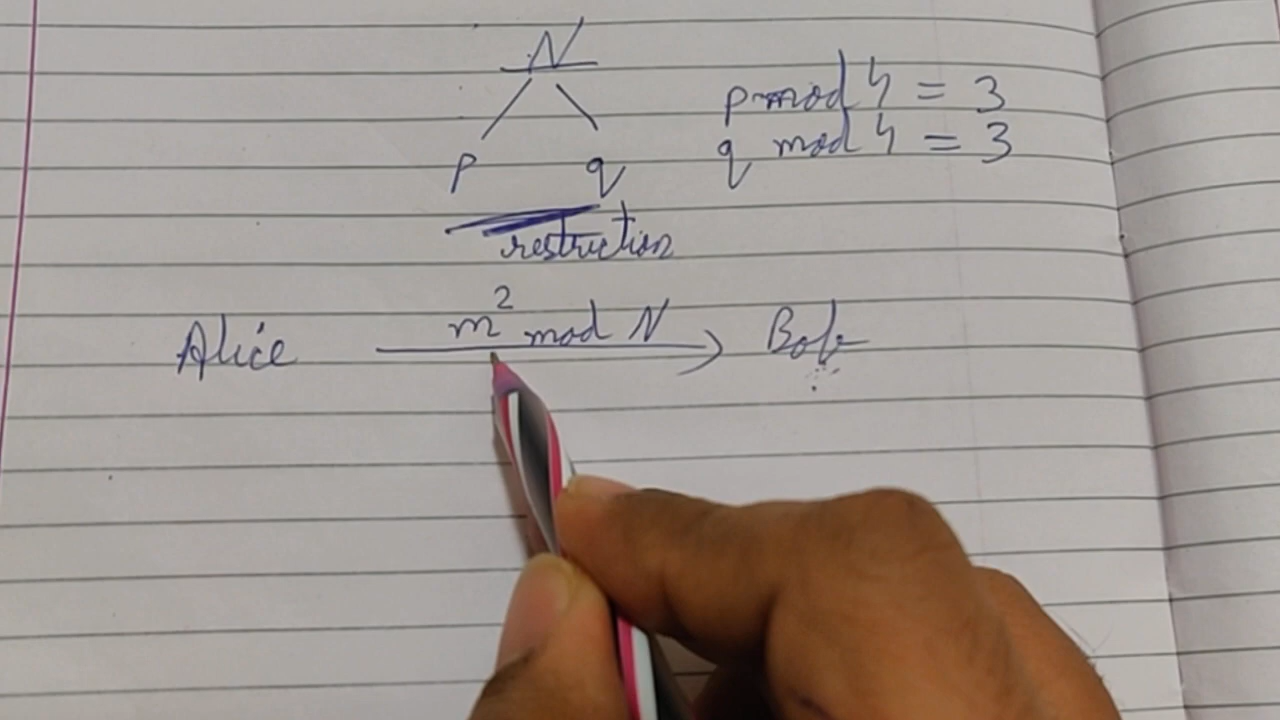 N
p q
p mod 4 = 3
q mod 4 = 3
restriction
Alice m² mod N Bob